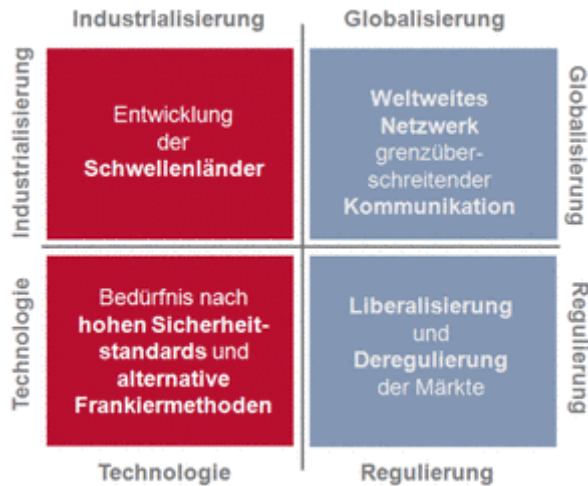 Industrialisierung
Globalisierung
Industrialisierung
Entwicklung
der
Schwellenländer
Weltweites
Netzwerk
grenzüber-
schreitender
Kommunikation
Globalisierung
Technologie
Bedürfnis nach
hohen Sicherheit-
standards und
alternative
Frankiermethoden
Liberalisierung
und
Deregulierung
der Märkte
Regulierung
Technologie
Regulierung